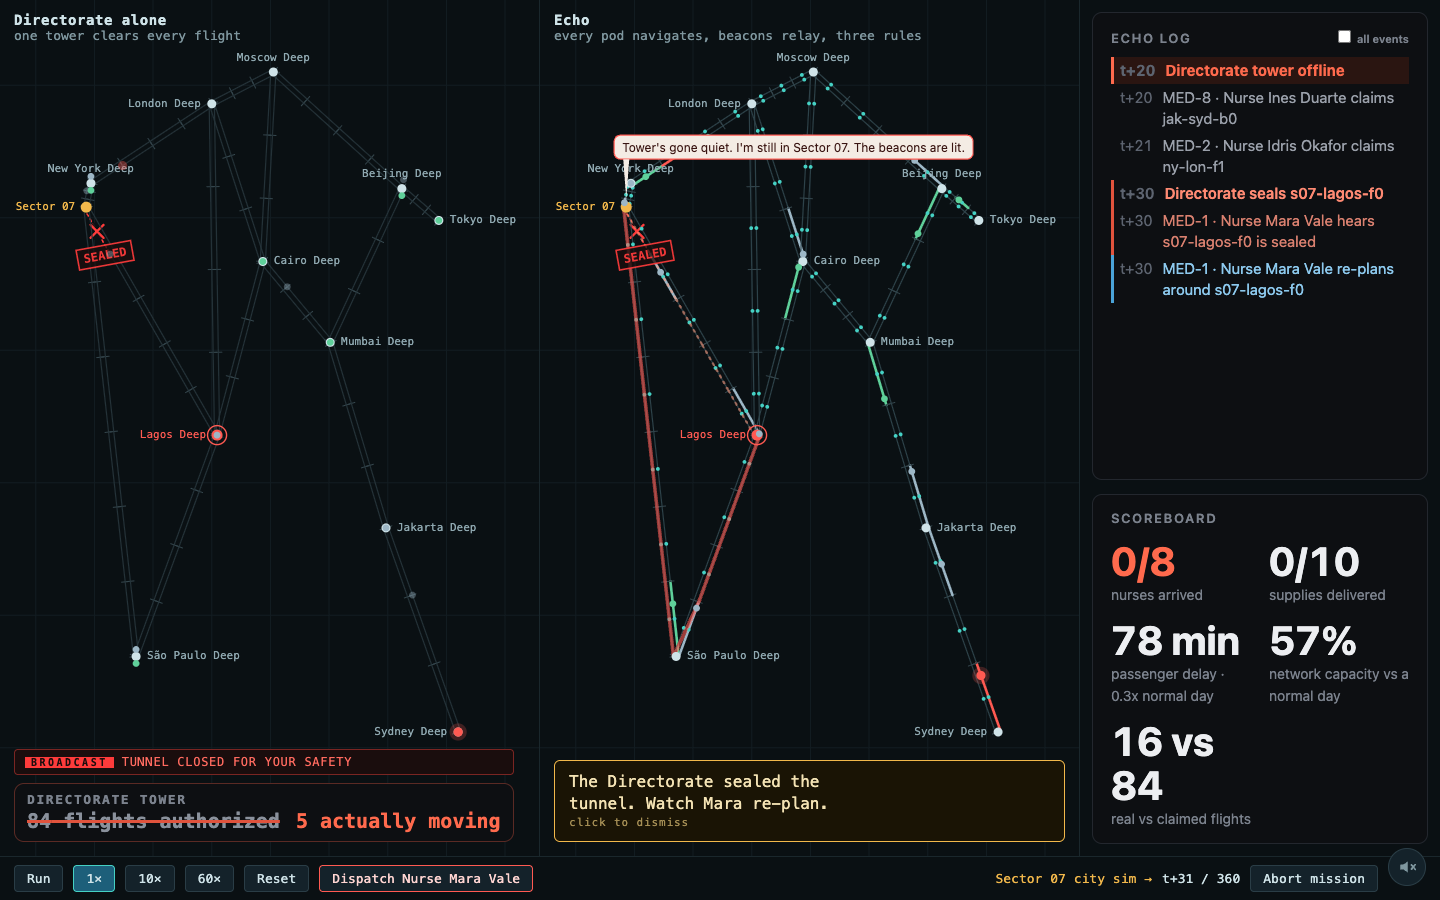 Directorate alone
one tower clears every flight
Moscow Deep
London Deep
New York Deep
Beijing Deep
Sector 07
Tokyo Deep
SEALED
Cairo Deep
Mumbai Deep
Lagos Deep
Jakarta Deep
São Paulo Deep
Sydney Deep
BROADCAST TUNNEL CLOSED FOR YOUR SAFETY
DIRECTORATE TOWER
84 flights authorized 5 actually moving
Echo
every pod navigates, beacons relay, three rules
Moscow Deep
London Deep
Tower's gone quiet. I'm still in Sector 07. The beacons are lit.
New York Deep
Beijing Deep
Sector 07
Tokyo Deep
SEALED
Cairo Deep
Mumbai Deep
Lagos Deep
Jakarta Deep
São Paulo Deep
Sydney Deep
The Directorate sealed the
tunnel. Watch Mara re-plan.
click to dismiss
ECHO LOG
all events
t+20 Directorate tower offline
t+20 MED-8 · Nurse Ines Duarte claims
jak-syd-b0
t+21 MED-2 · Nurse Idris Okafor claims
ny-lon-f1
t+30 Directorate seals s07-lagos-f0
t+30 MED-1 · Nurse Mara Vale hears
s07-lagos-f0 is sealed
t+30 MED-1 · Nurse Mara Vale re-plans
around s07-lagos-f0
SCOREBOARD
0/8
nurses arrived
0/10
supplies delivered
78 min
passenger delay ·
0.3x normal day
57%
network capacity vs a
normal day
16 vs
84
real vs claimed flights
Run
1×
10×
60×
Reset
Dispatch Nurse Mara Vale
Sector 07 city sim → t+31 / 360
Abort mission